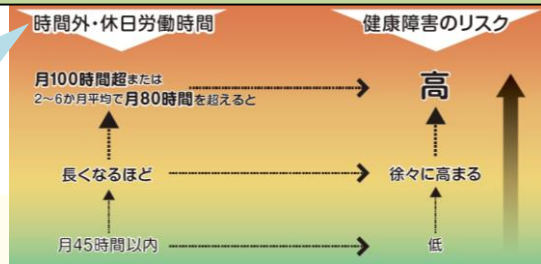 時間外・休日労働時間
健康障害のリスク
月100時間超または
2～6か月平均で月80時間を超えると
高
長くなるほど
徐々に高まる
月45時間以内
低